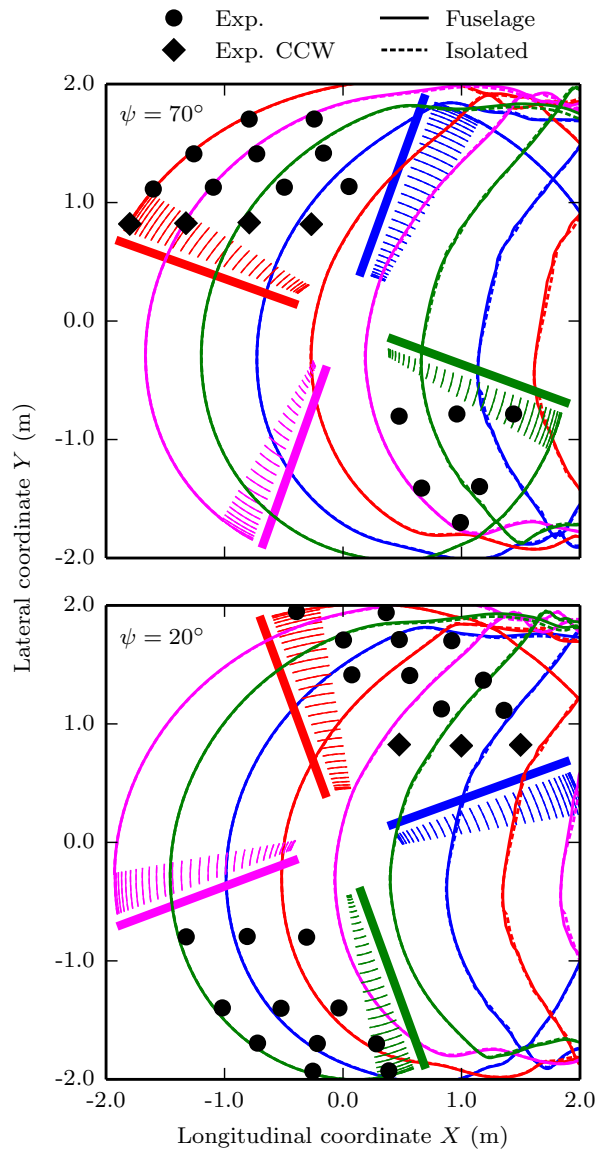 Exp. Fuselage
Exp. CCW Isolated
2.0
ψ = 70°
1.0
0.0
-1.0
-2.0
Lateral coordinate Y (m)
2.0
ψ = 20°
1.0
0.0
-1.0
-2.0
-2.0 -1.0 0.0 1.0 2.0
Longitudinal coordinate X (m)